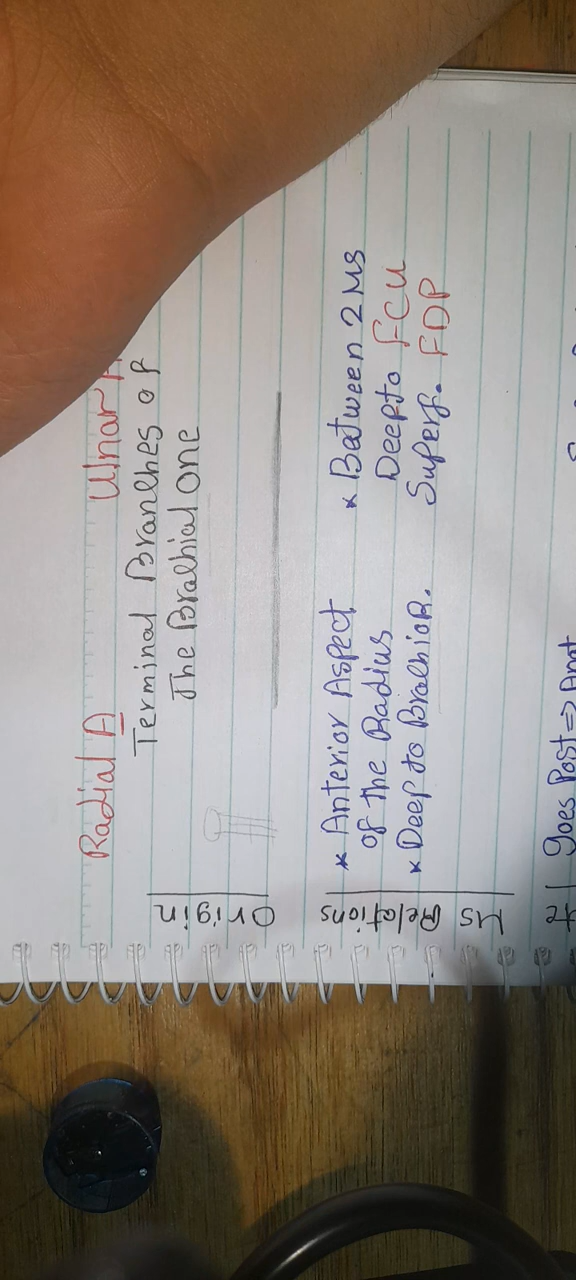 Radial A
Ulnar
Origin
Terminal Branches of
The Brachial one
Ms Relations
* Anterior Aspect
of the Radius
* Deep to BrachioR.
* Between 2 Ms
Deep to FCU
Superf. FDP
goes Post => Anat